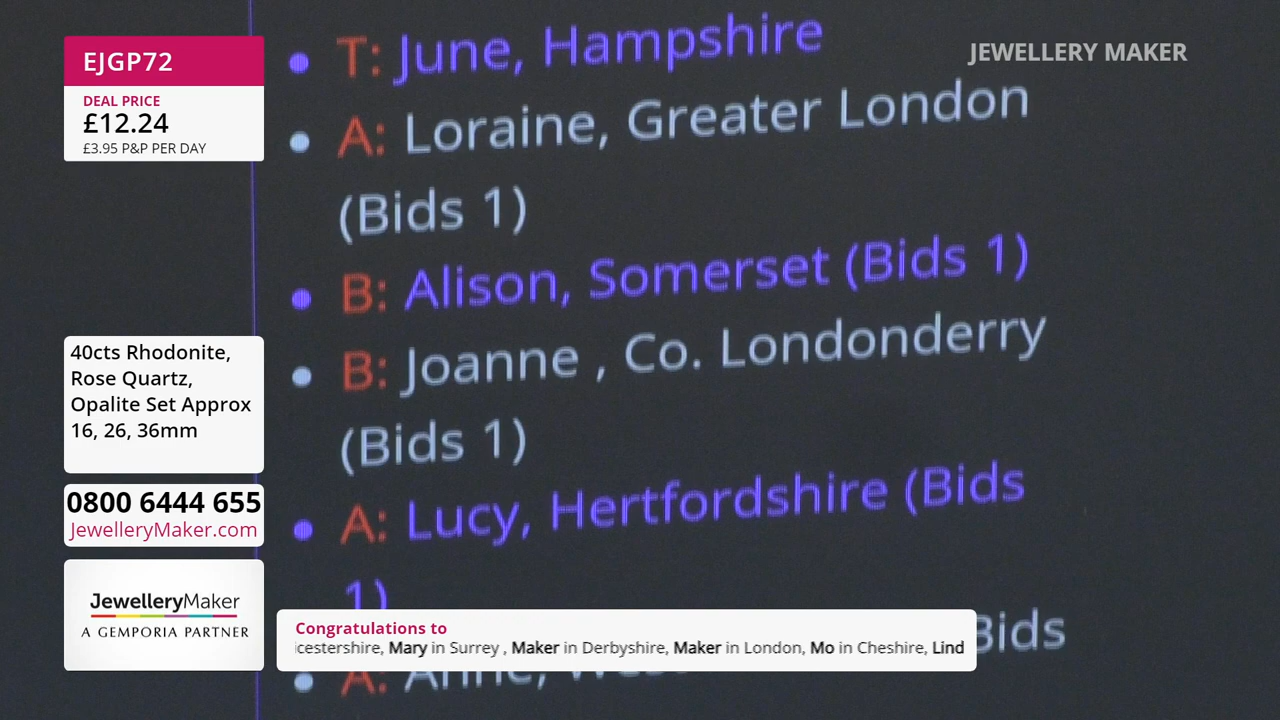 EJGP72
DEAL PRICE
£12.24
£3.95 P&P PER DAY
JEWELLERY MAKER
T: June, Hampshire
A: Loraine, Greater London
(Bids 1)
B: Alison, Somerset (Bids 1)
B: Joanne , Co. Londonderry
(Bids 1)
A: Lucy, Hertfordshire (Bids
1)
A: Anne, Bids
40cts Rhodonite,
Rose Quartz,
Opalite Set Approx
16, 26, 36mm
0800 6444 655
JewelleryMaker.com
JewelleryMaker
A GEMPORIA PARTNER
Congratulations to
icestershire, Mary in Surrey , Maker in Derbyshire, Maker in London, Mo in Cheshire, Lind